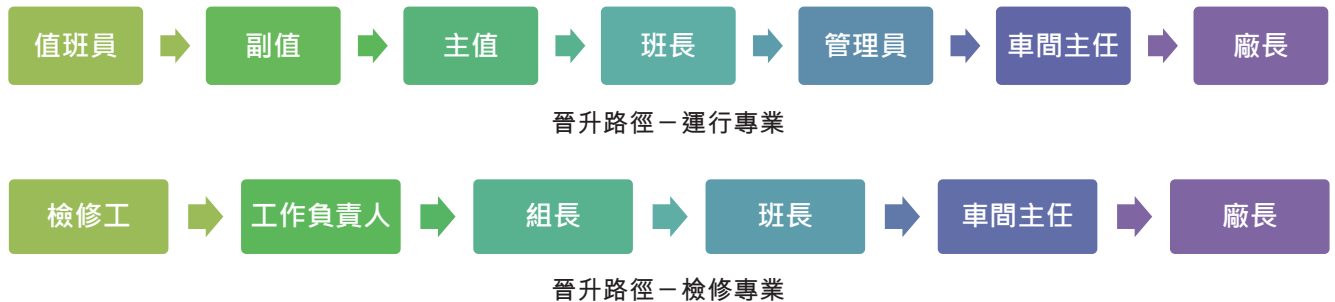 值班員 副值 主值 班長 管理員 車間主任 廠長
晉升路徑－運行專業
檢修工 工作負責人 組長 班長 車間主任 廠長
晉升路徑－檢修專業